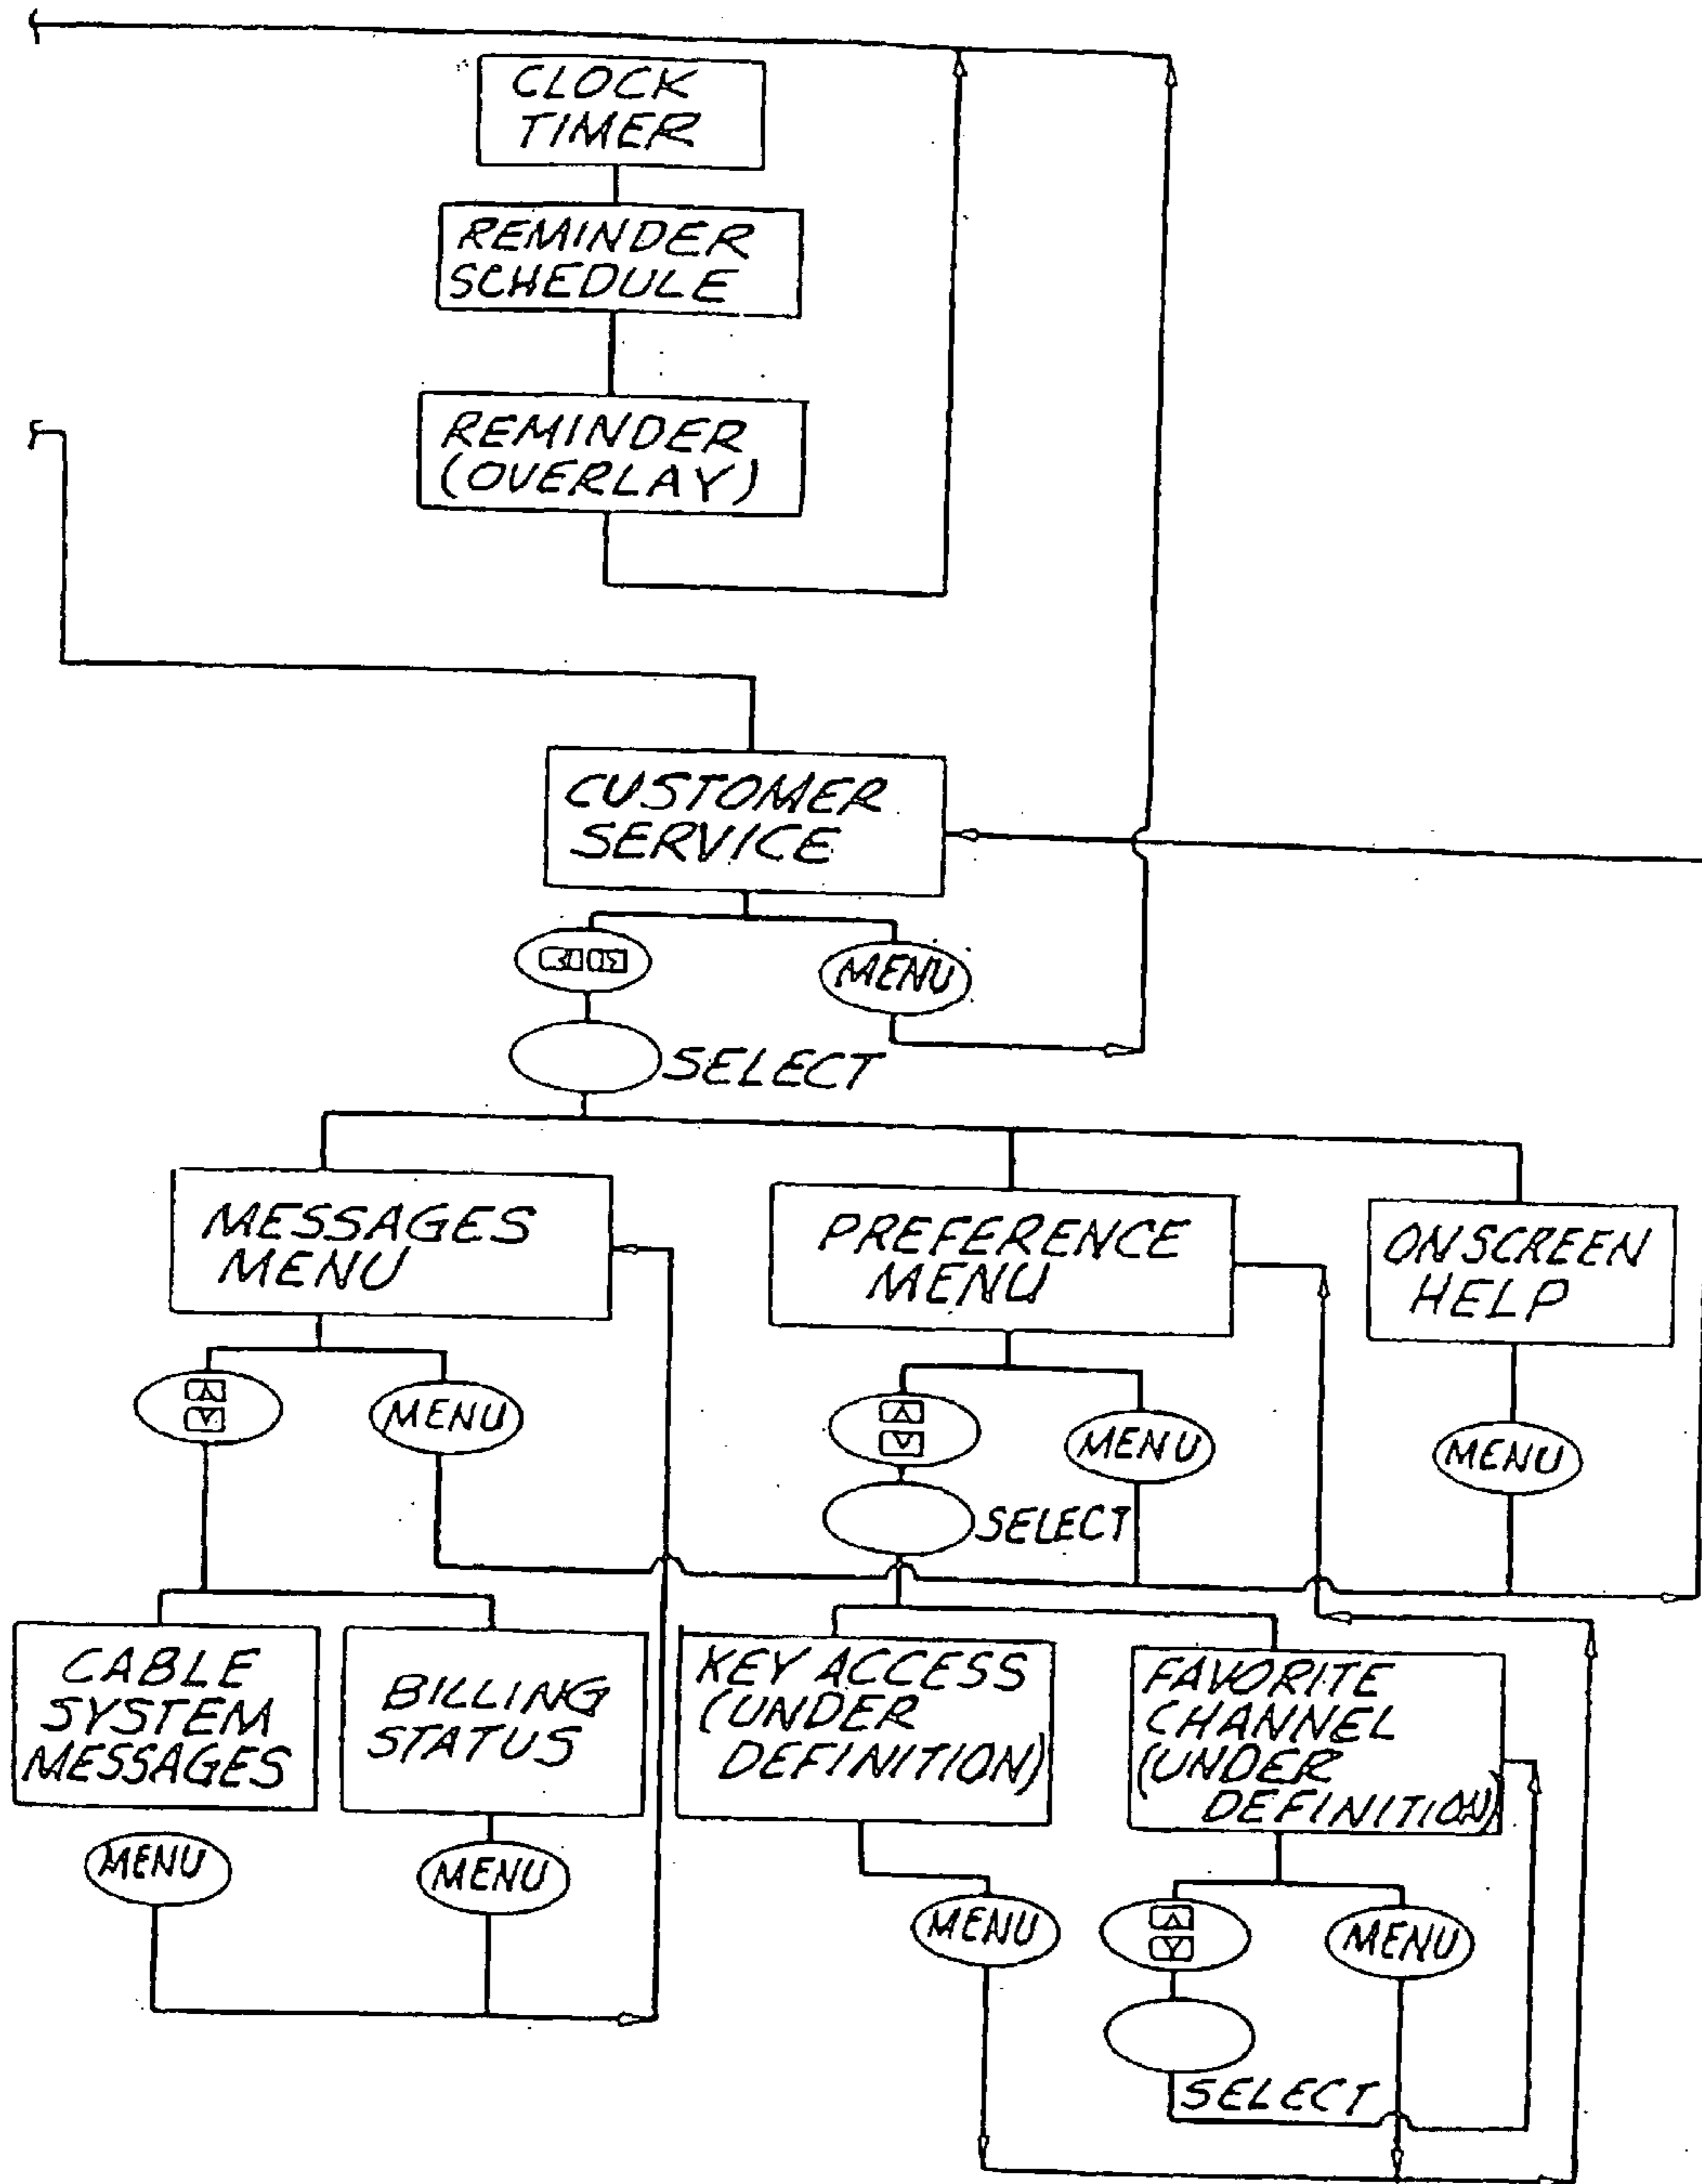 CLOCK
TIMER
REMINDER
SCHEDULE
REMINDER
(OVERLAY)
CUSTOMER
SERVICE
MENU
SELECT
MESSAGES
MENU
PREFERENCE
MENU
ONSCREEN
HELP
MENU
MENU
MENU
SELECT
CABLE
SYSTEM
MESSAGES
BILLING
STATUS
KEY ACCESS
(UNDER
DEFINITION)
FAVORITE
CHANNEL
(UNDER
DEFINITION)
MENU
MENU
MENU
MENU
SELECT